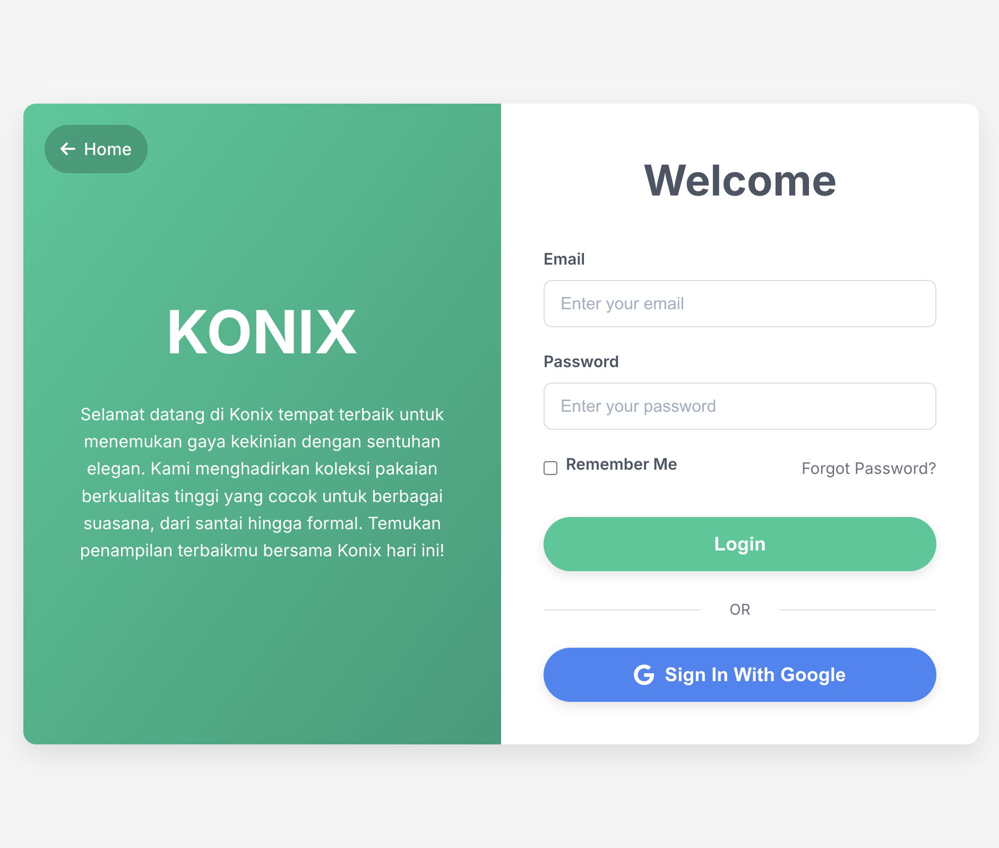 Home
KONIX
Selamat datang di Konix tempat terbaik untuk
menemukan gaya kekinian dengan sentuhan
elegan. Kami menghadirkan koleksi pakaian
berkualitas tinggi yang cocok untuk berbagai
suasana, dari santai hingga formal. Temukan
penampilan terbaikmu bersama Konix hari ini!
Welcome
Email
Enter your email
Password
Enter your password
Remember Me
Forgot Password?
Login
OR
Sign In With Google